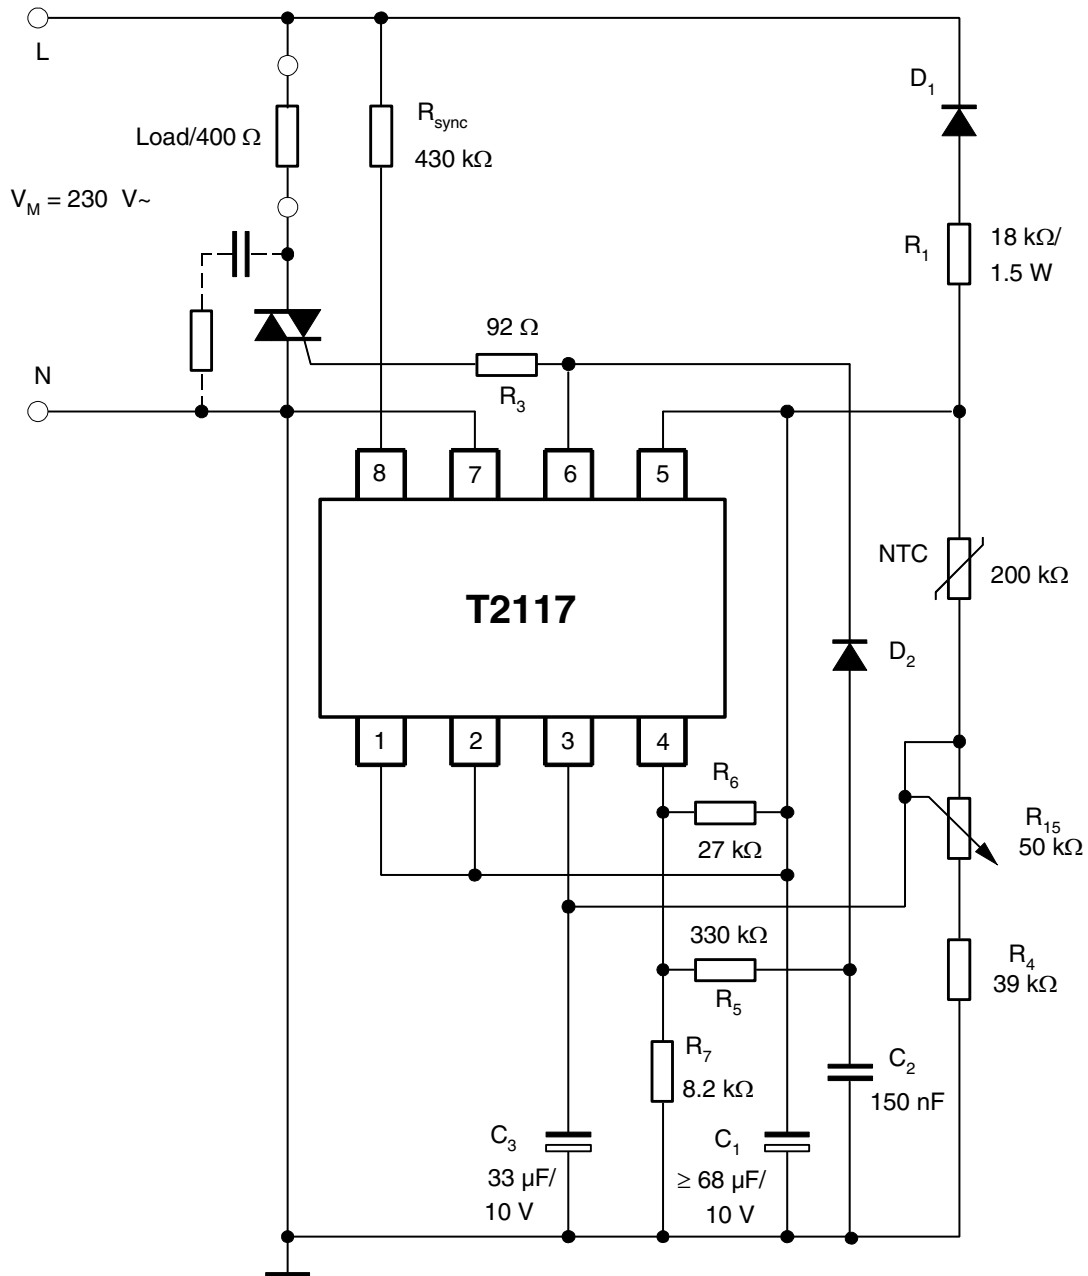 L
D1
Load/400 Ω
Rsync
430 kΩ
VM = 230 V~
R1
18 kΩ/
1.5 W
92 Ω
R3
N
8
7
6
5
NTC
200 kΩ
T2117
D2
1
2
3
4
R6
27 kΩ
R15
50 kΩ
330 kΩ
R5
R4
39 kΩ
R7
8.2 kΩ
C2
150 nF
C3
33 µF/
10 V
C1
≥ 68 µF/
10 V